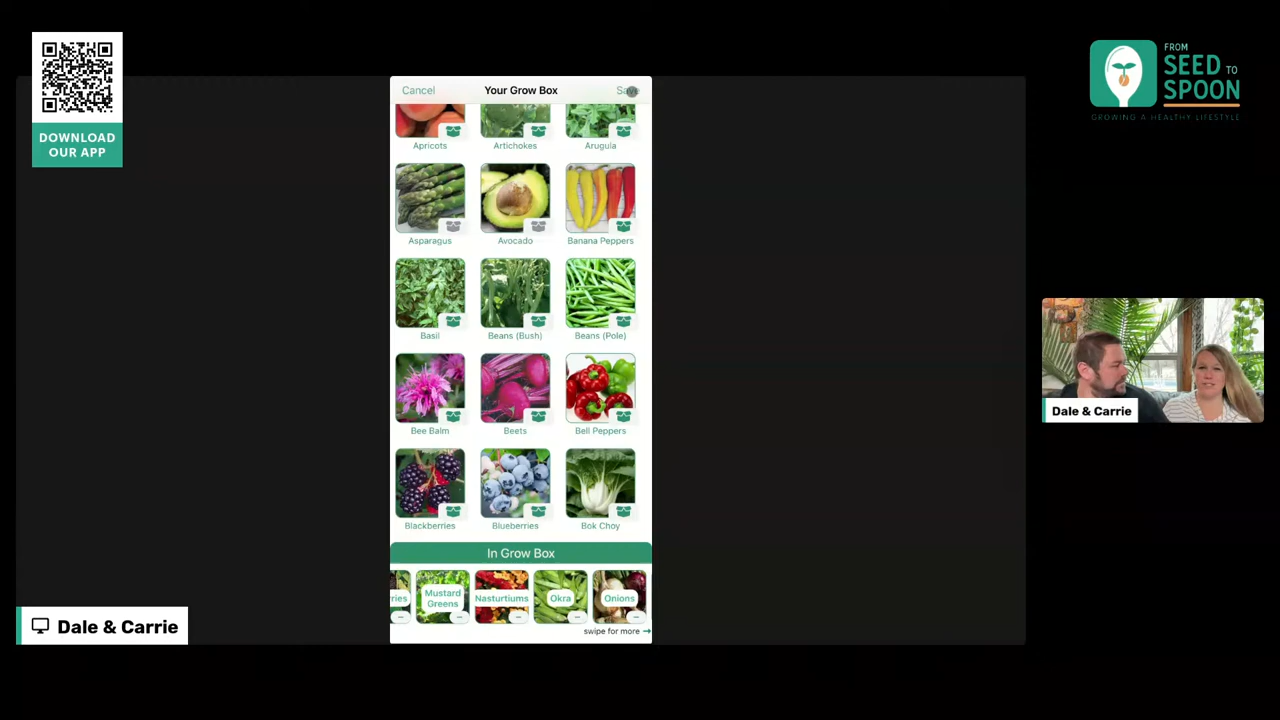 DOWNLOAD
OUR APP
FROM
SEED TO
SPOON
GROWING A HEALTHY LIFESTYLE
Cancel
Your Grow Box
Save
Apricots
Artichokes
Arugula
Asparagus
Avocado
Banana Peppers
Basil
Beans (Bush)
Beans (Pole)
Bee Balm
Beets
Bell Peppers
Blackberries
Blueberries
Bok Choy
In Grow Box
rries
Mustard
Greens
Nasturtiums
Okra
Onions
swipe for more →
Dale & Carrie
Dale & Carrie